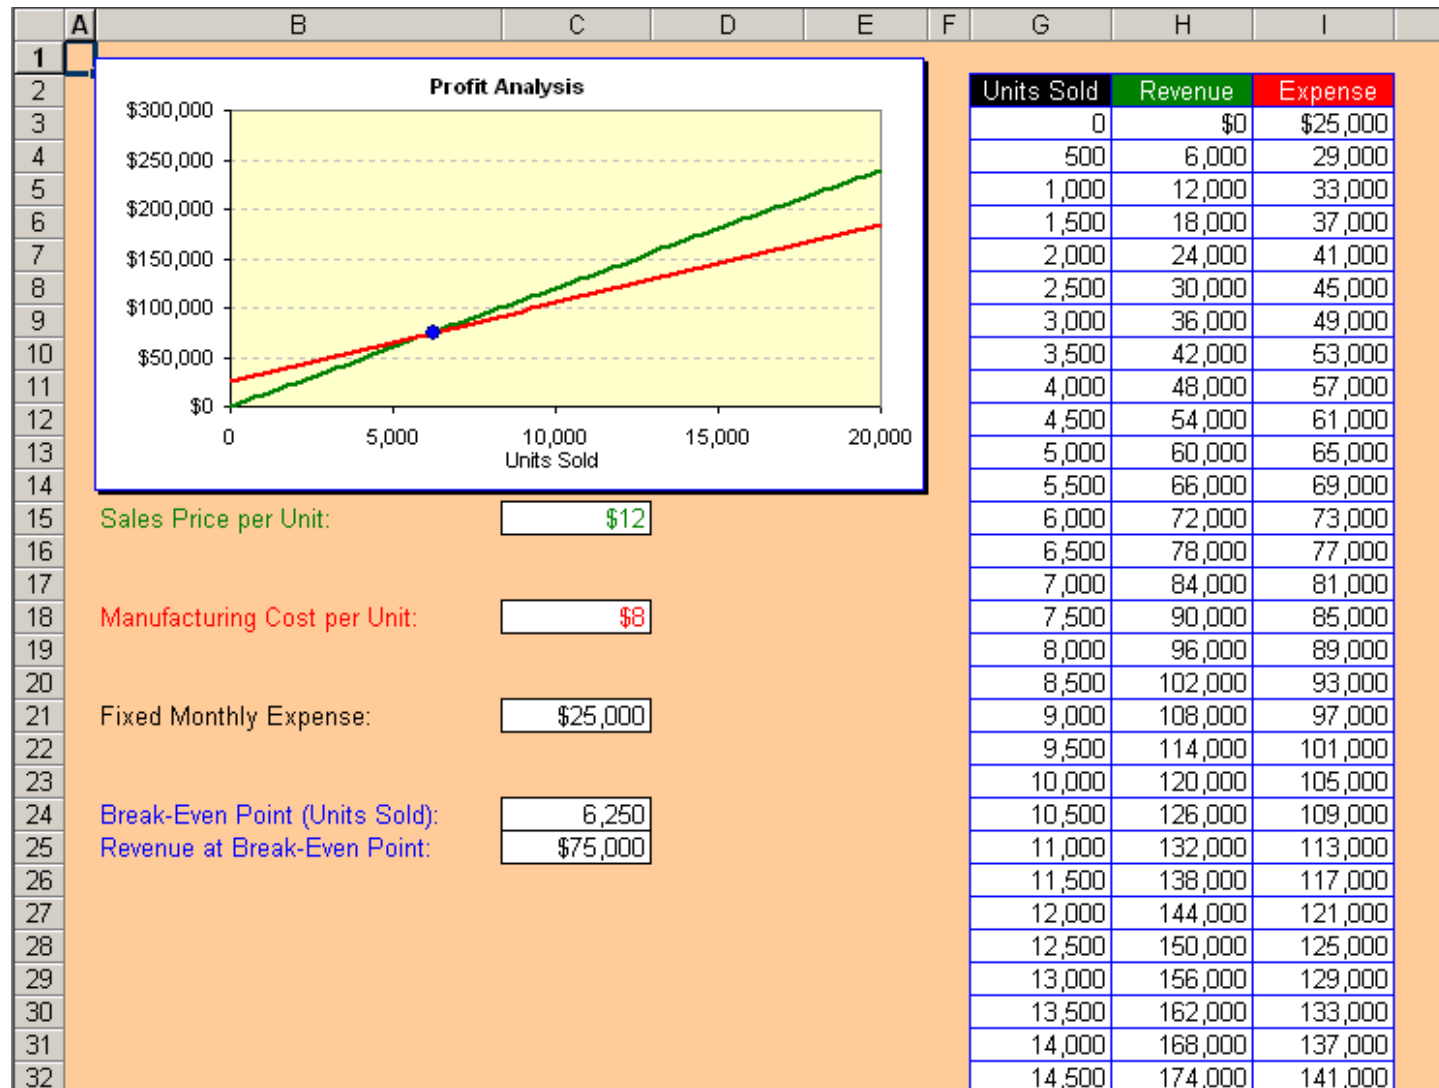 A B C D E F G H I
1
Profit Analysis
$300,000
$250,000
$200,000
$150,000
$100,000
$50,000
$0
0 5,000 10,000 15,000 20,000
Units Sold
2 Units Sold Revenue Expense
3 0 $0 $25,000
4 500 6,000 29,000
5 1,000 12,000 33,000
6 1,500 18,000 37,000
7 2,000 24,000 41,000
8 2,500 30,000 45,000
9 3,000 36,000 49,000
10 3,500 42,000 53,000
11 4,000 48,000 57,000
12 4,500 54,000 61,000
13 5,000 60,000 65,000
14 5,500 66,000 69,000
15 Sales Price per Unit: $12 6,000 72,000 73,000
16 6,500 78,000 77,000
17 7,000 84,000 81,000
18 Manufacturing Cost per Unit: $8 7,500 90,000 85,000
19 8,000 96,000 89,000
20 8,500 102,000 93,000
21 Fixed Monthly Expense: $25,000 9,000 108,000 97,000
22 9,500 114,000 101,000
23 10,000 120,000 105,000
24 Break-Even Point (Units Sold): 6,250 10,500 126,000 109,000
25 Revenue at Break-Even Point: $75,000 11,000 132,000 113,000
26 11,500 138,000 117,000
27 12,000 144,000 121,000
28 12,500 150,000 125,000
29 13,000 156,000 129,000
30 13,500 162,000 133,000
31 14,000 168,000 137,000
32 14,500 174,000 141,000